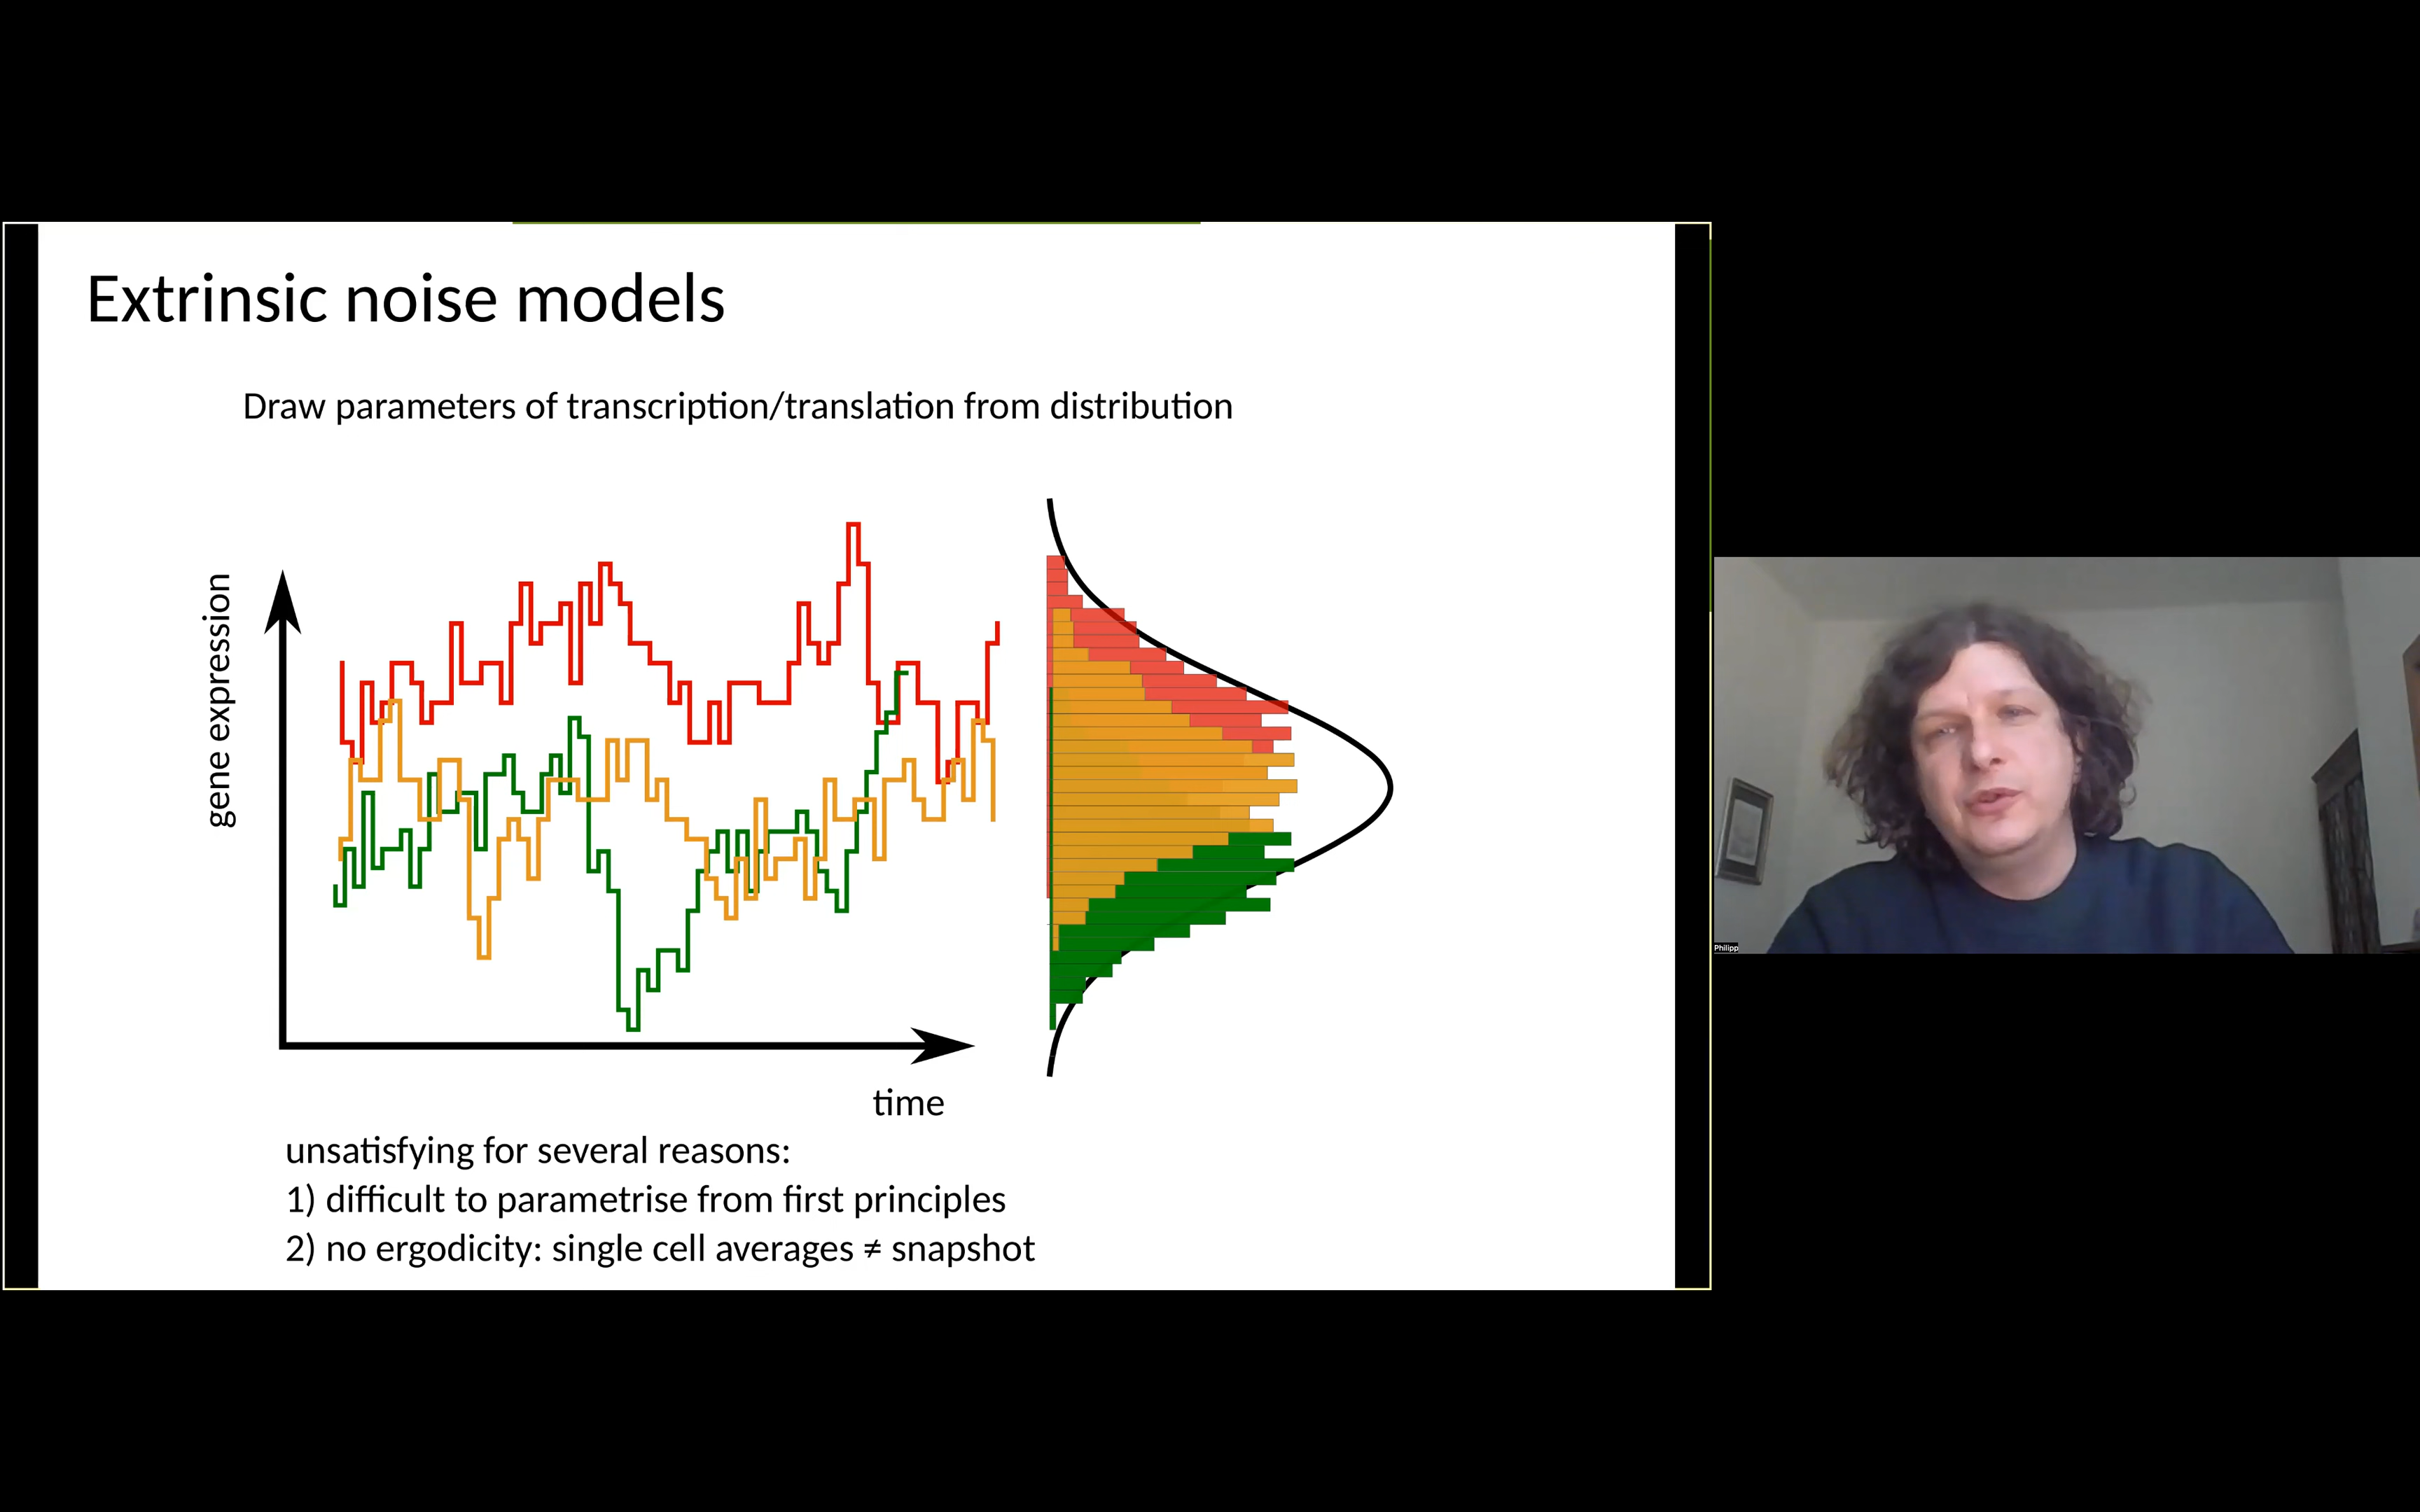 Extrinsic noise models
Draw parameters of transcription/translation from distribution
gene expression
time
unsatisfying for several reasons:
1) difficult to parametrise from first principles
2) no ergodicity: single cell averages ≠ snapshot
Philipp